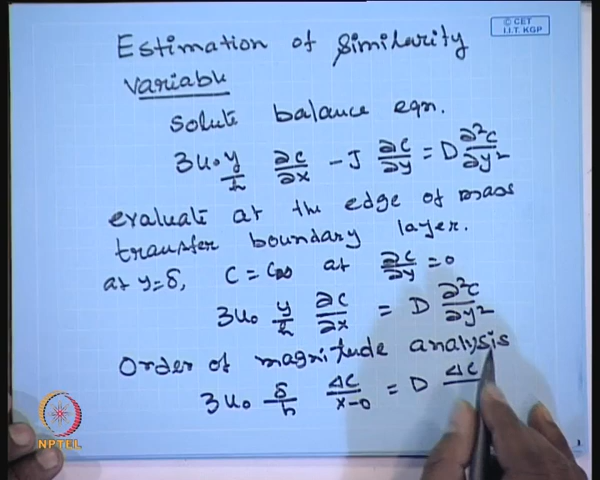 © CET
I.I.T. KGP
Estimation of similarity
variable
solute balance eqn.
3u₀ y/h ∂c/∂x - J ∂c/∂y = D ∂²c/∂y²
evaluate at the edge of mass
transfer boundary layer.
at y=δ, c = c∞ at ∂c/∂y = 0
3u₀ y/h ∂c/∂x = D ∂²c/∂y²
Order of magnitude analysis
3u₀ δ/h Δc/x-0 = D Δc
NPTEL